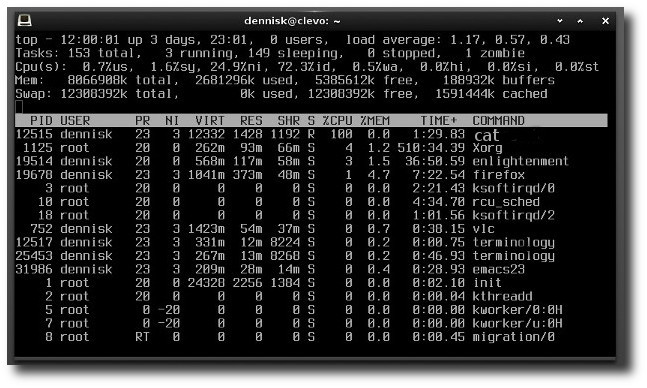 dennisk@clevo: ~
top - 12:00:01 up 3 days, 23:01, 0 users, load average: 1.17, 0.57, 0.43
Tasks: 153 total, 3 running, 149 sleeping, 0 stopped, 1 zombie
Cpu(s): 0.7%us, 1.6%sy, 24.9%ni, 72.3%id, 0.5%wa, 0.0%hi, 0.0%si, 0.0%st
Mem: 8066908k total, 2681296k used, 5385612k free, 188932k buffers
Swap: 12308392k total, 0k used, 12308392k free, 1591444k cached
PID USER PR NI VIRT RES SHR S %CPU %MEM TIME+ COMMAND
12515 dennisk 23 3 12332 1428 1192 R 100 0.0 1:29.83 cat
1125 root 20 0 262m 93m 66m S 4 1.2 510:34.39 Xorg
19514 dennisk 20 0 568m 117m 58m S 3 1.5 36:50.59 enlightenment
19678 dennisk 23 3 1041m 373m 48m S 1 4.7 7:22.54 firefox
3 root 20 0 0 0 0 S 0 0.0 2:21.43 ksoftirqd/0
10 root 20 0 0 0 0 S 0 0.0 4:34.70 rcu_sched
18 root 20 0 0 0 0 S 0 0.0 1:01.56 ksoftirqd/2
752 dennisk 23 3 1423m 54m 37m S 0 0.7 0:38.15 vlc
12517 dennisk 23 3 331m 12m 8224 S 0 0.2 0:00.75 terminology
25453 dennisk 23 3 267m 13m 8268 S 0 0.2 0:46.93 terminology
31986 dennisk 23 3 209m 28m 14m S 0 0.4 0:28.93 emacs23
1 root 20 0 24328 2256 1384 S 0 0.0 0:02.10 init
2 root 20 0 0 0 0 S 0 0.0 0:00.04 kthreadd
5 root 0 -20 0 0 0 S 0 0.0 0:00.00 kworker/0:0H
7 root 0 -20 0 0 0 S 0 0.0 0:00.00 kworker/u:0H
8 root RT 0 0 0 0 S 0 0.0 0:00.45 migration/0